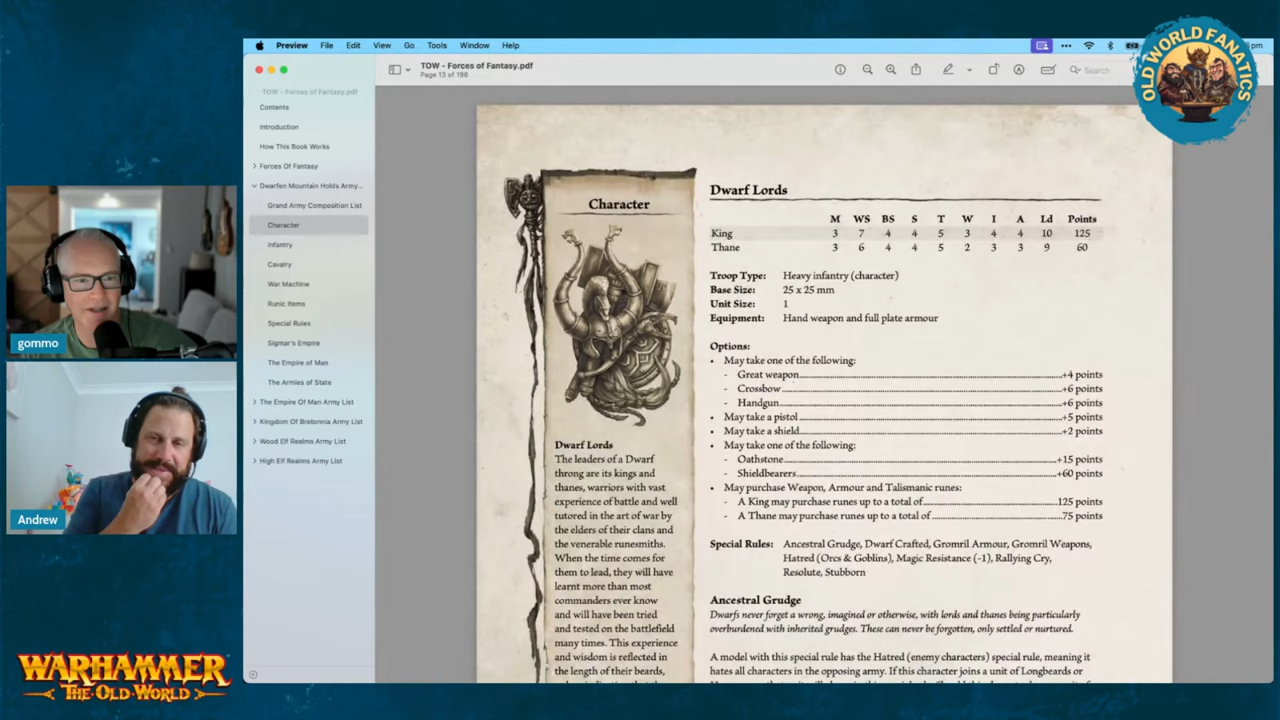 Preview File Edit View Go Tools Window Help
pm
OLD WORLD FANATICS
TOW - Forces of Fantasy.pdf
Page 13 of 196
Search
TOW - Forces of Fantasy.pdf
Contents
Introduction
How This Book Works
Forces Of Fantasy
Dwarfen Mountain Holds Army...
Grand Army Composition List
Character
Infantry
Cavalry
War Machine
Runic Items
Special Rules
Sigmar's Empire
The Empire of Man
The Armies of State
The Empire Of Man Army List
Kingdom Of Bretonnia Army List
Wood Elf Realms Army List
High Elf Realms Army List
gommo
Andrew
WARHAMMER
THE OLD WORLD
Character
Dwarf Lords
The leaders of a Dwarf
throng are its kings and
thanes, warriors with vast
experience of battle and well
tutored in the art of war by
the elders of their clans and
the venerable runesmiths.
When the time comes for
them to lead, they will have
learnt more than most
commanders ever know
and will have been tried
and tested on the battlefield
many times. This experience
and wisdom is reflected in
the length of their beards,
Dwarf Lords
M WS BS S T W I A Ld Points
King 3 7 4 4 5 3 4 4 10 125
Thane 3 6 4 4 5 2 3 3 9 60
Troop Type: Heavy infantry (character)
Base Size: 25 x 25 mm
Unit Size: 1
Equipment: Hand weapon and full plate armour
Options:
• May take one of the following:
- Great weapon.....+4 points
- Crossbow.....+6 points
- Handgun.....+6 points
• May take a pistol.....+5 points
• May take a shield.....+2 points
• May take one of the following:
- Oathstone.....+15 points
- Shieldbearers.....+60 points
• May purchase Weapon, Armour and Talismanic runes:
- A King may purchase runes up to a total of.....125 points
- A Thane may purchase runes up to a total of.....75 points
Special Rules: Ancestral Grudge, Dwarf Crafted, Gromril Armour, Gromril Weapons,
Hatred (Orcs & Goblins), Magic Resistance (-1), Rallying Cry,
Resolute, Stubborn
Ancestral Grudge
Dwarfs never forget a wrong, imagined or otherwise, with lords and thanes being particularly
overburdened with inherited grudges. These can never be forgotten, only settled or nurtured.
A model with this special rule has the Hatred (enemy characters) special rule, meaning it
hates all characters in the opposing army. If this character joins a unit of Longbeards or